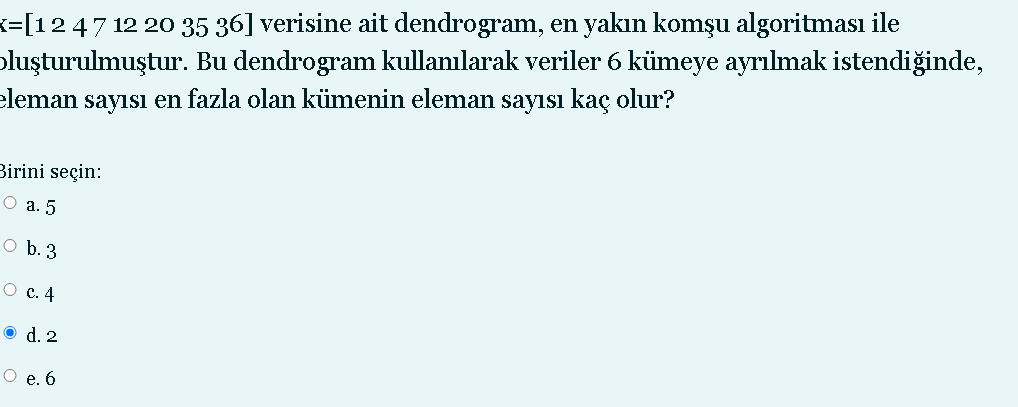 x=[1 2 4 7 12 20 35 36] verisine ait dendrogram, en yakın komşu algoritması ile
oluşturulmuştur. Bu dendrogram kullanılarak veriler 6 kümeye ayrılmak istendiğinde,
eleman sayısı en fazla olan kümenin eleman sayısı kaç olur?
Birini seçin:
a. 5
b. 3
c. 4
d. 2
e. 6